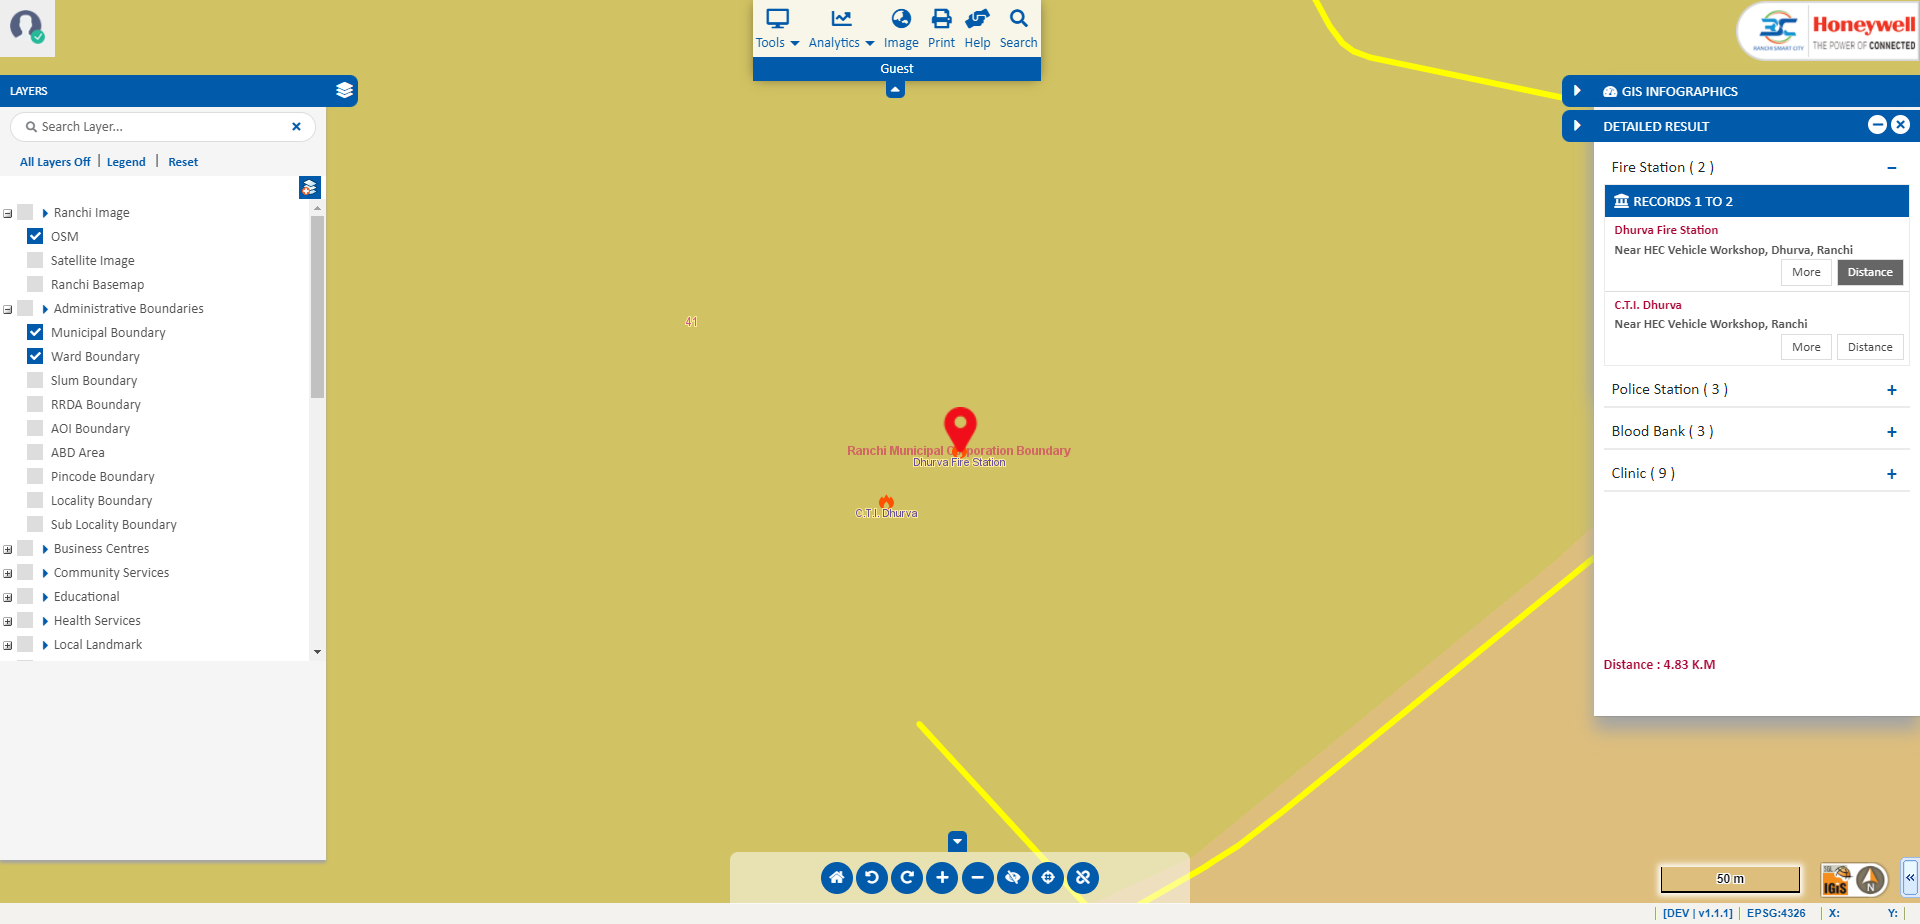 Tools
Analytics
Image
Print
Help
Search
Guest
RANCHI SMART CITY
Honeywell
THE POWER OF CONNECTED
LAYERS
Search Layer...
All Layers Off | Legend | Reset
Ranchi Image
OSM
Satellite Image
Ranchi Basemap
Administrative Boundaries
Municipal Boundary
Ward Boundary
Slum Boundary
RRDA Boundary
AOI Boundary
ABD Area
Pincode Boundary
Locality Boundary
Sub Locality Boundary
Business Centres
Community Services
Educational
Health Services
Local Landmark
41
Ranchi Municipal Corporation Boundary
Dhurva Fire Station
C.T.I. Dhurva
GIS INFOGRAPHICS
DETAILED RESULT
Fire Station ( 2 )
RECORDS 1 TO 2
Dhurva Fire Station
Near HEC Vehicle Workshop, Dhurva, Ranchi
More Distance
C.T.I. Dhurva
Near HEC Vehicle Workshop, Ranchi
More Distance
Police Station ( 3 )
Blood Bank ( 3 )
Clinic ( 9 )
Distance : 4.83 K.M
50 m
IGiS
N
[DEV | v1.1.1] EPSG:4326 X: Y: